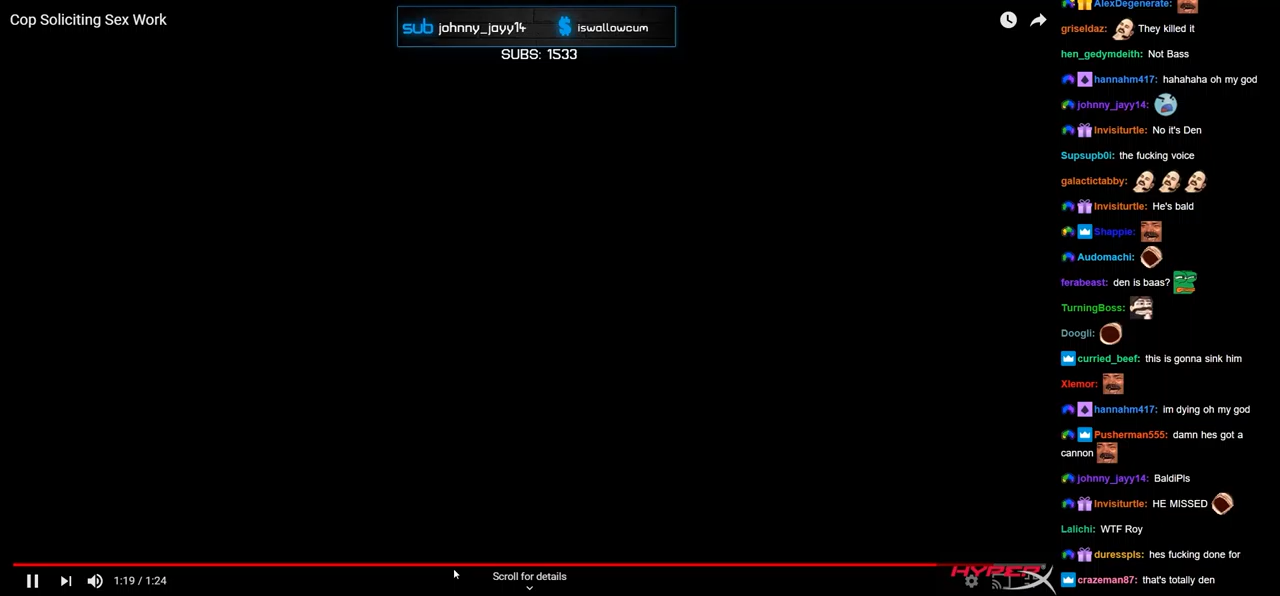 Cop Soliciting Sex Work
sub johnny_jayy14 $ iswallowcum
SUBS: 1533
AlexDegenerate:
griseldaz: They killed it
hen_gedymdeith: Not Bass
hannahm417: hahahaha oh my god
johnny_jayy14:
Invisiturtle: No it's Den
Supsupb0i: the fucking voice
galactictabby:
Invisiturtle: He's bald
Shappie:
Audomachi:
ferabeast: den is baas?
TurningBoss:
Doogli:
curried_beef: this is gonna sink him
Xlemor:
hannahm417: im dying oh my god
Pusherman555: damn hes got a
cannon
johnny_jayy14: BaldiPls
Invisiturtle: HE MISSED
Lalichi: WTF Roy
duresspls: hes fucking done for
crazeman87: that's totally den
1:19 / 1:24
Scroll for details
HYPERX